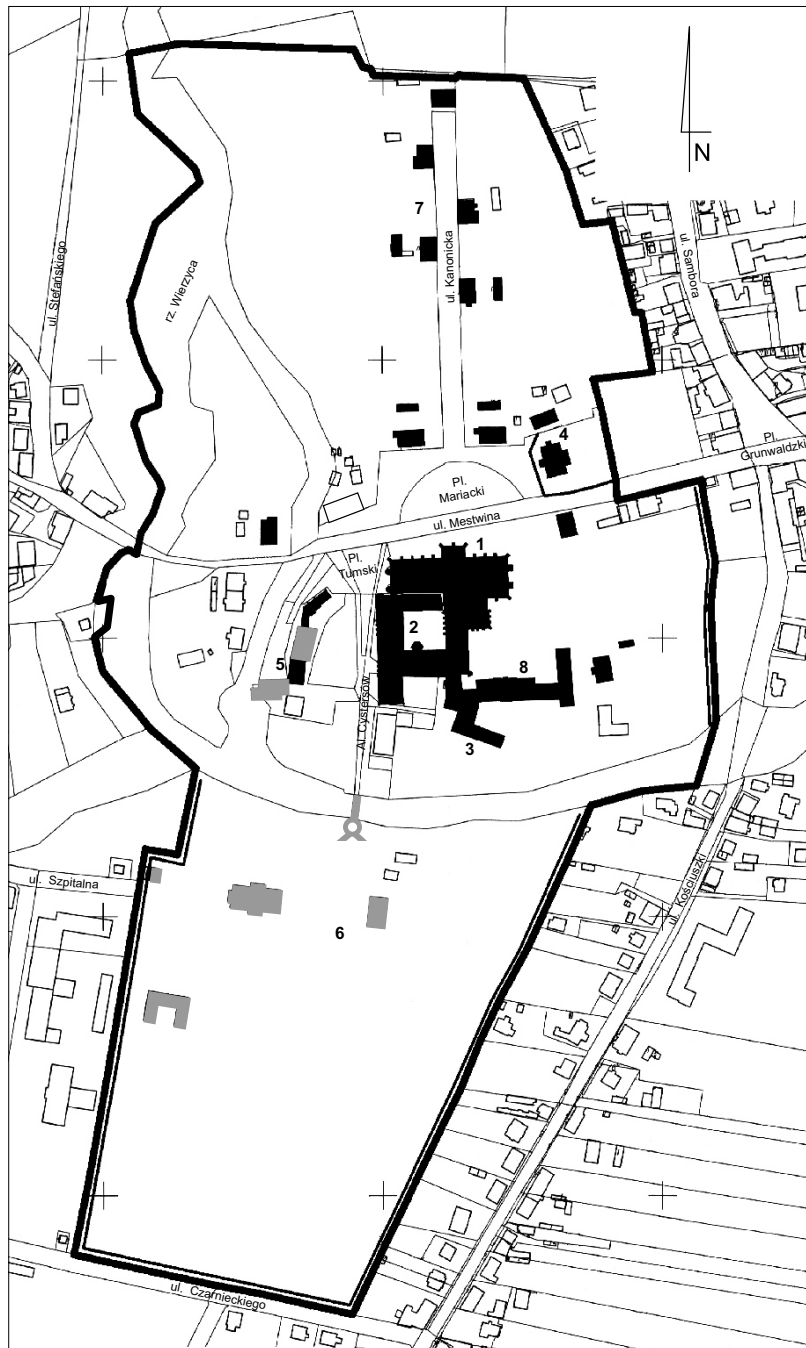 N
7
ul. Sambora
ul. Stefańskiego
ul. Kanonicka
rz. Wierzyca
4
Pl.
Grunwaldzki
Pl.
Mariacki
ul. Mestwina
1
Pl.
Tumski
2
5
8
Al. Cystersów
3
ul. Szpitalna
ul. Kościuszki
6
ul. Czarnieckiego